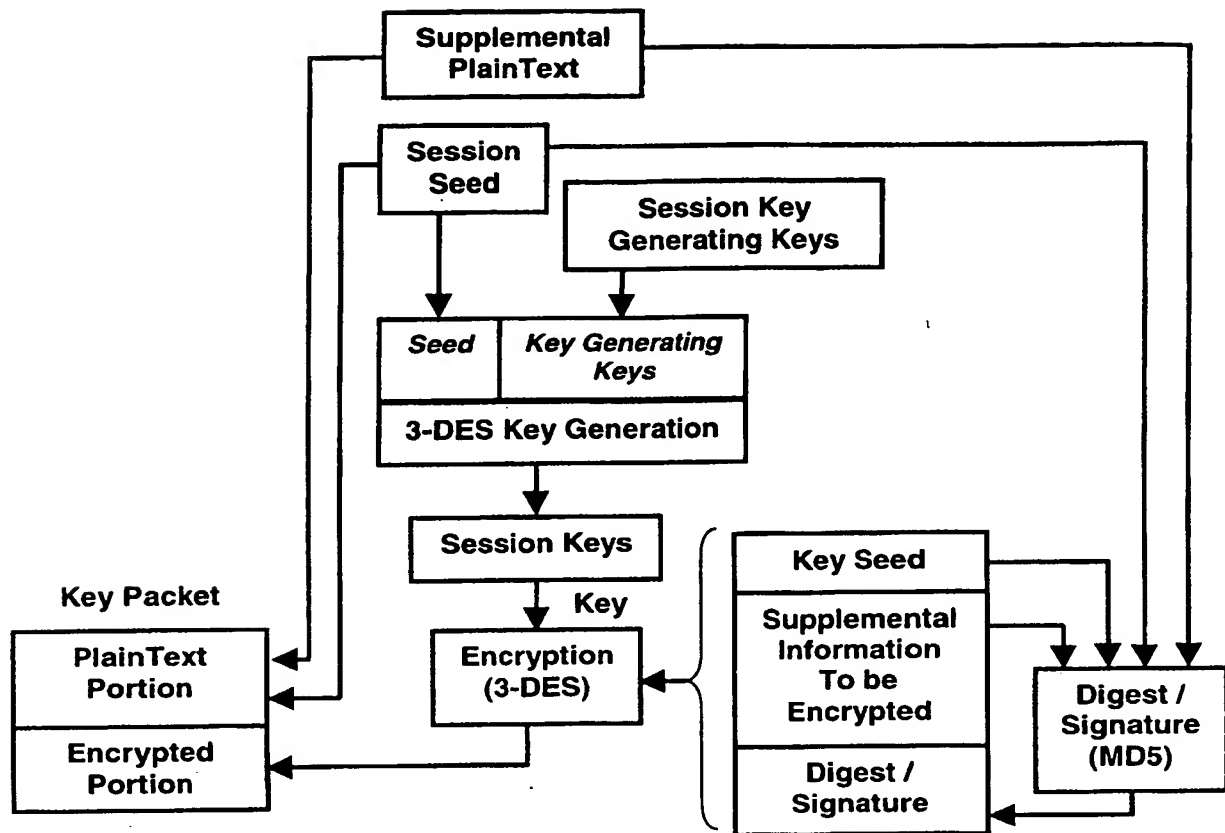 Supplemental
PlainText
Session
Seed
Session Key
Generating Keys
Seed
Key Generating
Keys
3-DES Key Generation
Session Keys
Key
Key Packet
PlainText
Portion
Encrypted
Portion
Encryption
(3-DES)
Key Seed
Supplemental
Information
To be
Encrypted
Digest /
Signature
Digest /
Signature
(MD5)